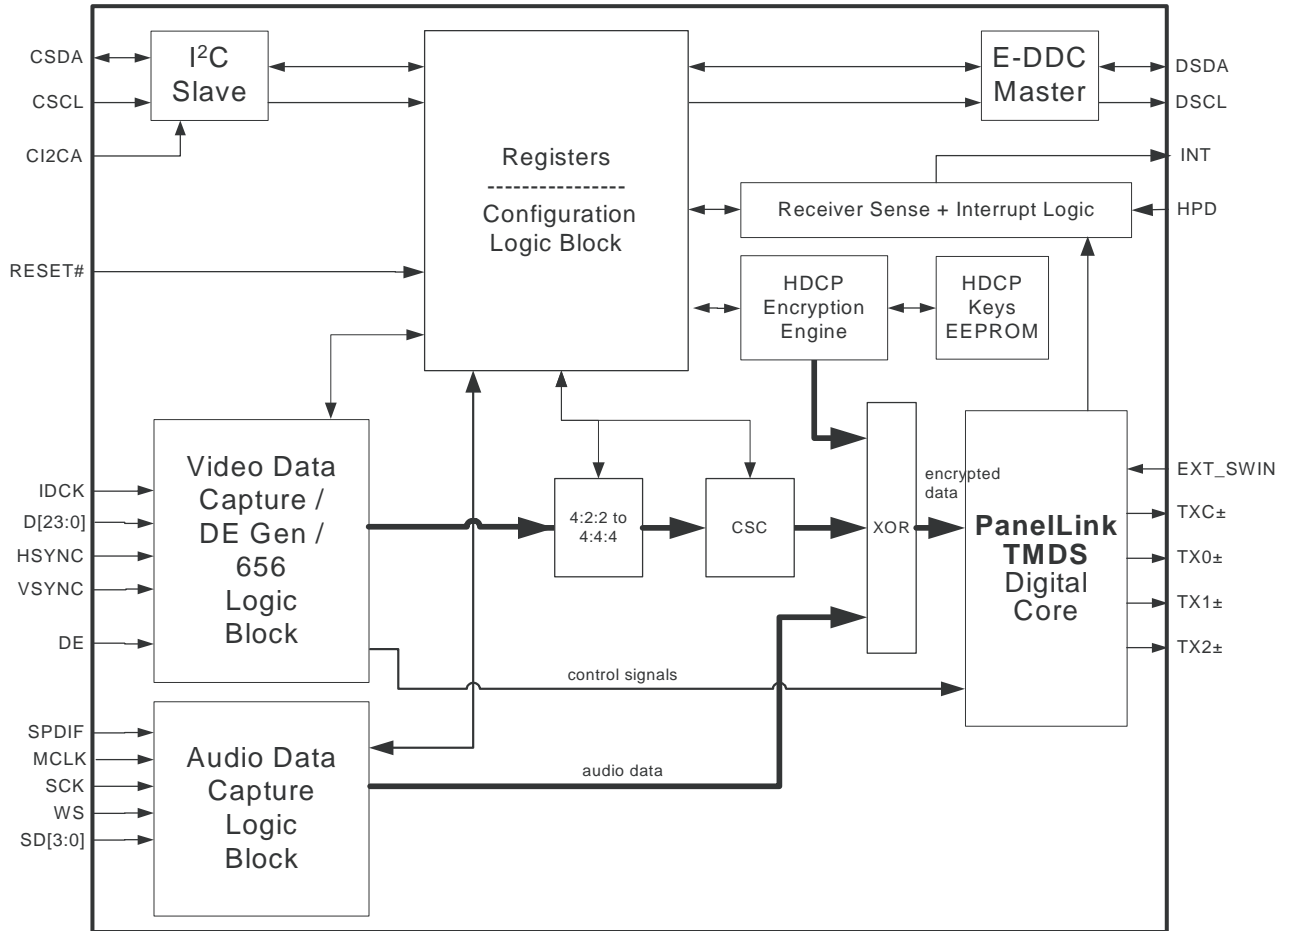 CSDA
CSCL
CI2CA
RESET#
I²C
Slave
Registers
Configuration
Logic Block
E-DDC
Master
DSDA
DSCL
INT
HPD
Receiver Sense + Interrupt Logic
HDCP
Encryption
Engine
HDCP
Keys
EEPROM
IDCK
D[23:0]
HSYNC
VSYNC
DE
Video Data
Capture /
DE Gen /
656
Logic
Block
4:2:2 to
4:4:4
CSC
XOR
encrypted
data
PanelLink
TMDS
Digital
Core
EXT_SWIN
TXC±
TX0±
TX1±
TX2±
control signals
SPDIF
MCLK
SCK
WS
SD[3:0]
Audio Data
Capture
Logic
Block
audio data